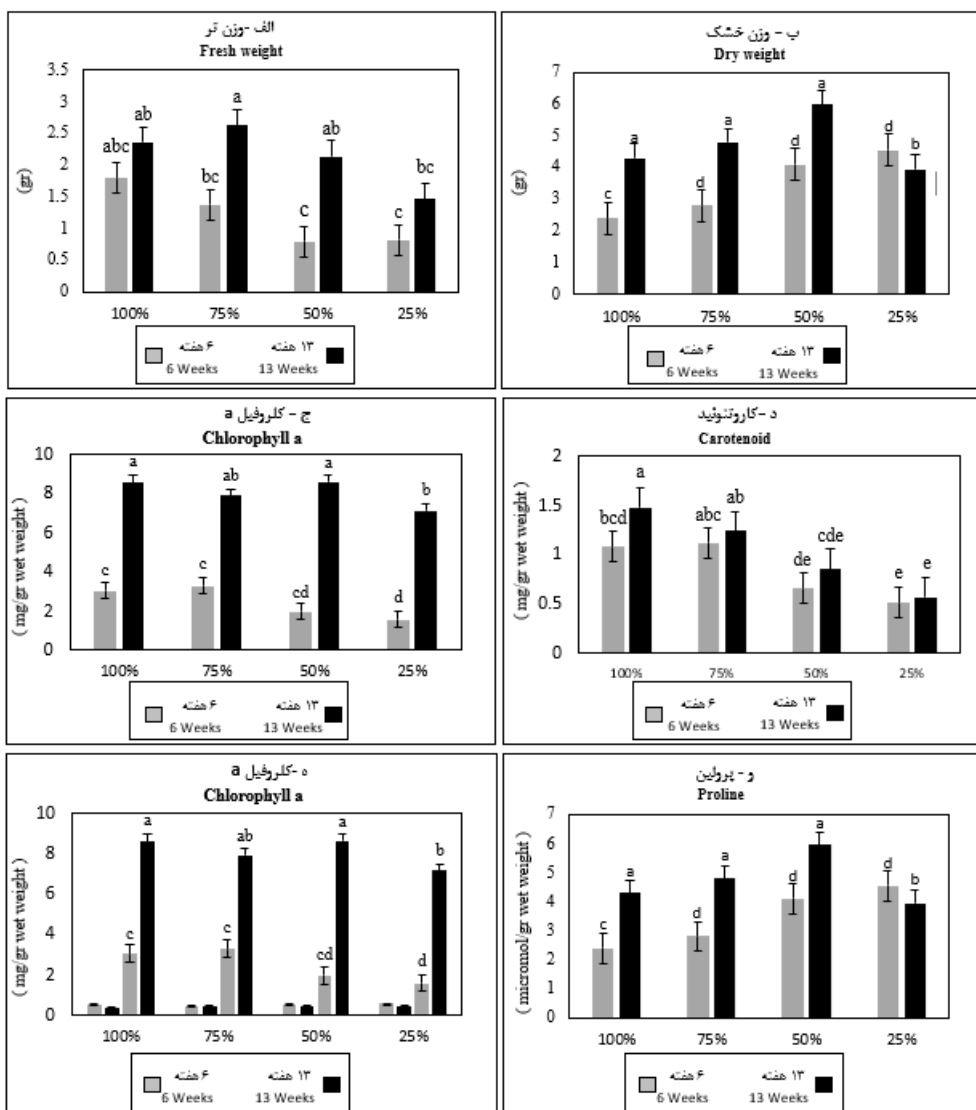 الف -وزن تر
Fresh weight
3.5
3
2.5
2
1.5
1
0.5
0
(gr)
abc
ab
bc
a
c
ab
c
bc
100%
75%
50%
25%
۶ هفته
6 Weeks
۱۳ هفته
13 Weeks
ب - وزن خشک
Dry weight
7
6
5
4
3
2
1
0
(gr)
c
a
d
a
d
a
d
b
100%
75%
50%
25%
۶ هفته
6 Weeks
۱۳ هفته
13 Weeks
ج - کلروفیل a
Chlorophyll a
10
8
6
4
2
0
( mg/gr wet weight )
c
a
c
ab
cd
a
d
b
100%
75%
50%
25%
۶ هفته
6 Weeks
۱۳ هفته
13 Weeks
د -کاروتنوئید
Carotenoid
2
1.5
1
0.5
0
( mg/gr wet weight )
bcd
a
abc
ab
de
cde
e
e
100%
75%
50%
25%
۶ هفته
6 Weeks
۱۳ هفته
13 Weeks
ه -کلروفیل a
Chlorophyll a
10
8
6
4
2
0
( mg/gr wet weight )
c
a
c
ab
cd
a
d
b
100%
75%
50%
25%
۶ هفته
6 Weeks
۱۳ هفته
13 Weeks
و - پرولین
Proline
7
6
5
4
3
2
1
0
( micromol/gr wet weight )
c
a
d
a
d
a
d
b
100%
75%
50%
25%
۶ هفته
6 Weeks
۱۳ هفته
13 Weeks